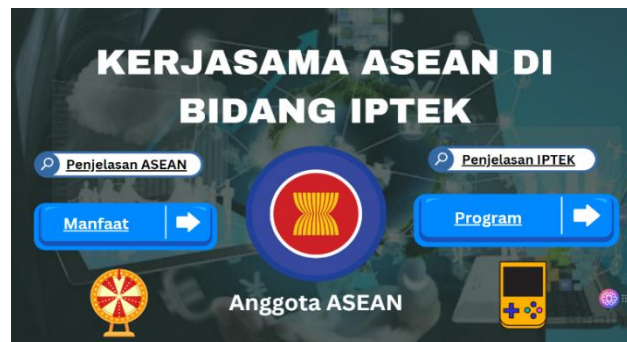 KERJASAMA ASEAN DI
BIDANG IPTEK
Penjelasan ASEAN
Penjelasan IPTEK
Manfaat
Program
Anggota ASEAN